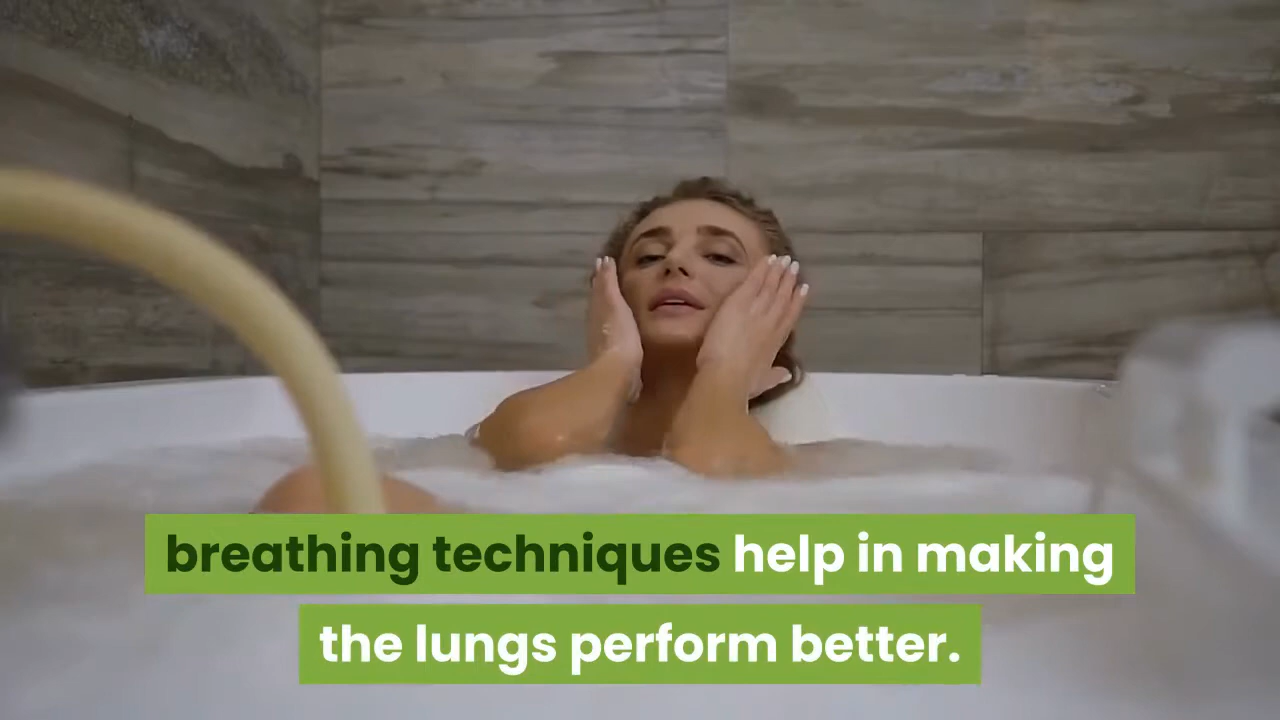 breathing techniques help in making
the lungs perform better.